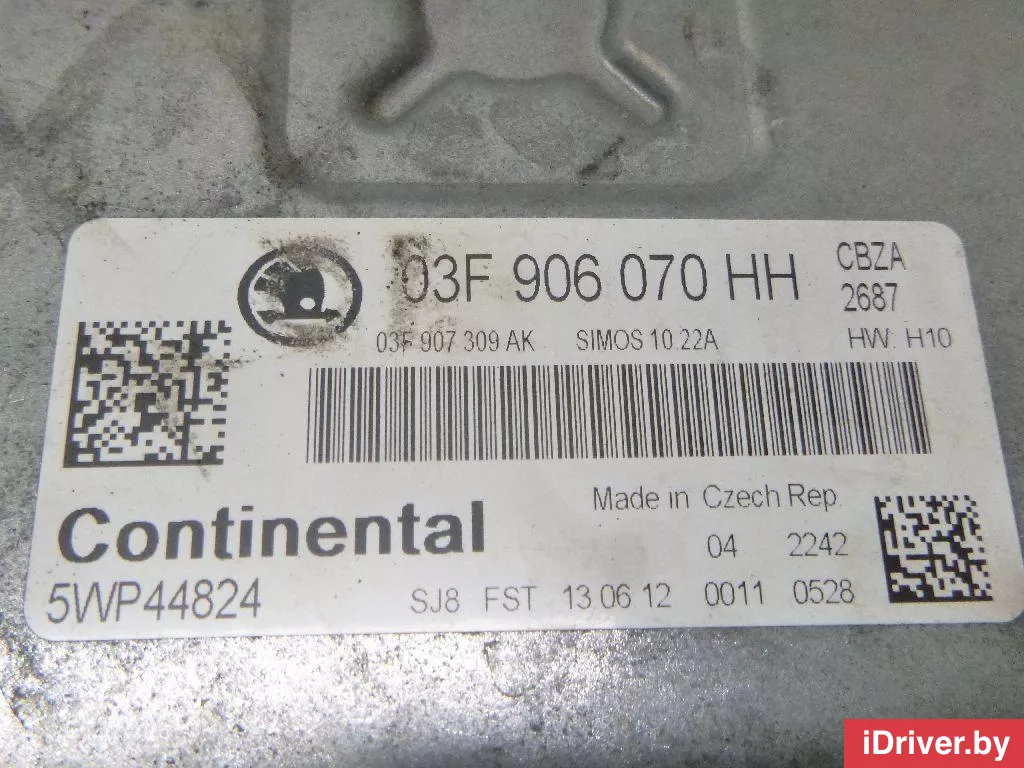 03F 906 070 HH
CBZA
2687
03F 907 309 AK SIMOS 10.22A HW: H10
Made in Czech Rep.
Continental
04 2242
5WP44824
SJ8 FST 13.06.12 0011 0528
iDriver.by